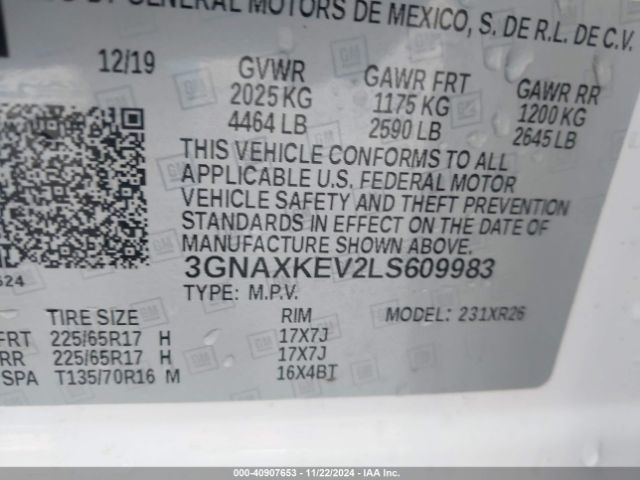 BY GENERAL MOTORS DE MEXICO, S. DE R.L. DE C.V.
12/19 GVWR GAWR FRT GAWR RR
2025 KG 1175 KG 1200 KG
4464 LB 2590 LB 2645 LB
THIS VEHICLE CONFORMS TO ALL
APPLICABLE U.S. FEDERAL MOTOR
VEHICLE SAFETY AND THEFT PREVENTION
STANDARDS IN EFFECT ON THE DATE OF
MANUFACTURE SHOWN ABOVE.
3GNAXKEV2LS609983
TYPE: M.P.V.
TIRE SIZE RIM MODEL: 231XR26
FRT 225/65R17 H 17X7J
RR 225/65R17 H 17X7J
SPA T135/70R16 M 16X4BT
© COPY - 40907653 - 11/22/2024 - IAA Inc.